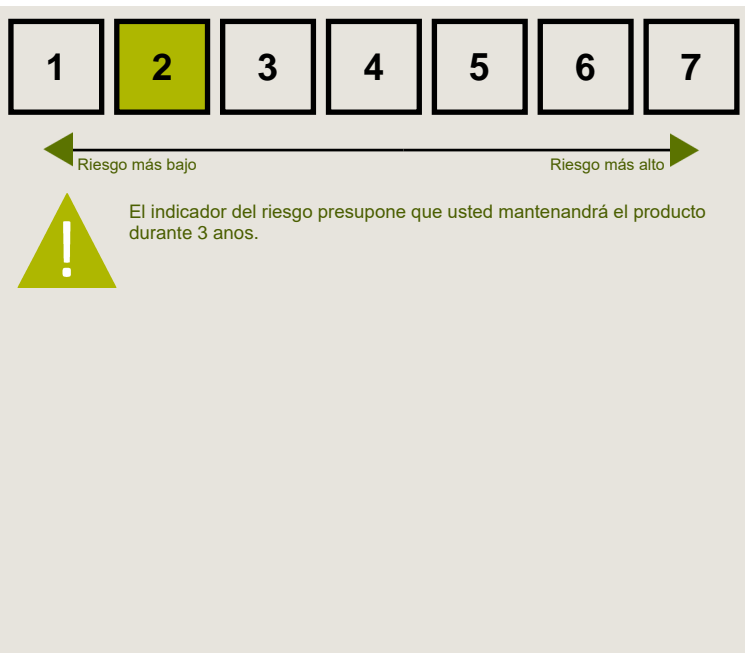 1 2 3 4 5 6 7
Riesgo más bajo Riesgo más alto
El indicador del riesgo presupone que usted mantenandrá el producto
durante 3 anos.